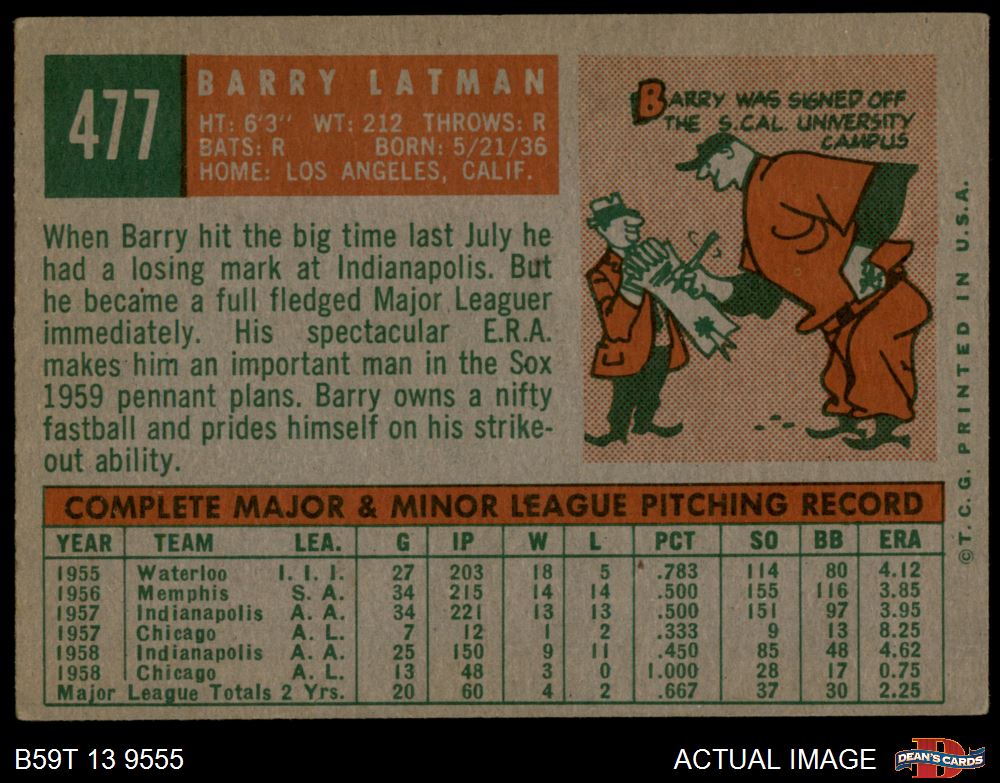 477
BARRY LATMAN
HT: 6'3" WT: 212 THROWS: R
BATS: R BORN: 5/21/36
HOME: LOS ANGELES, CALIF.
BARRY WAS SIGNED OFF
THE S.CAL. UNIVERSITY
CAMPUS
When Barry hit the big time last July he
had a losing mark at Indianapolis. But
he became a full fledged Major Leaguer
immediately. His spectacular E.R.A.
makes him an important man in the Sox
1959 pennant plans. Barry owns a nifty
fastball and prides himself on his strike-
out ability.
©T.C.G. PRINTED IN U.S.A.
COMPLETE MAJOR & MINOR LEAGUE PITCHING RECORD
YEAR TEAM LEA. G IP W L PCT SO BB ERA
1955 Waterloo I. I. I. 27 203 18 5 .783 114 80 4.12
1956 Memphis S. A. 34 215 14 14 .500 155 116 3.85
1957 Indianapolis A. A. 34 221 13 13 .500 151 97 3.95
1957 Chicago A. L. 7 12 1 2 .333 9 13 8.25
1958 Indianapolis A. A. 25 150 9 11 .450 85 48 4.62
1958 Chicago A. L. 13 48 3 0 1.000 28 17 0.75
Major League Totals 2 Yrs. 20 60 4 2 .667 37 30 2.25
B59T 13 9555
ACTUAL IMAGE
D
DEAN'S CARDS